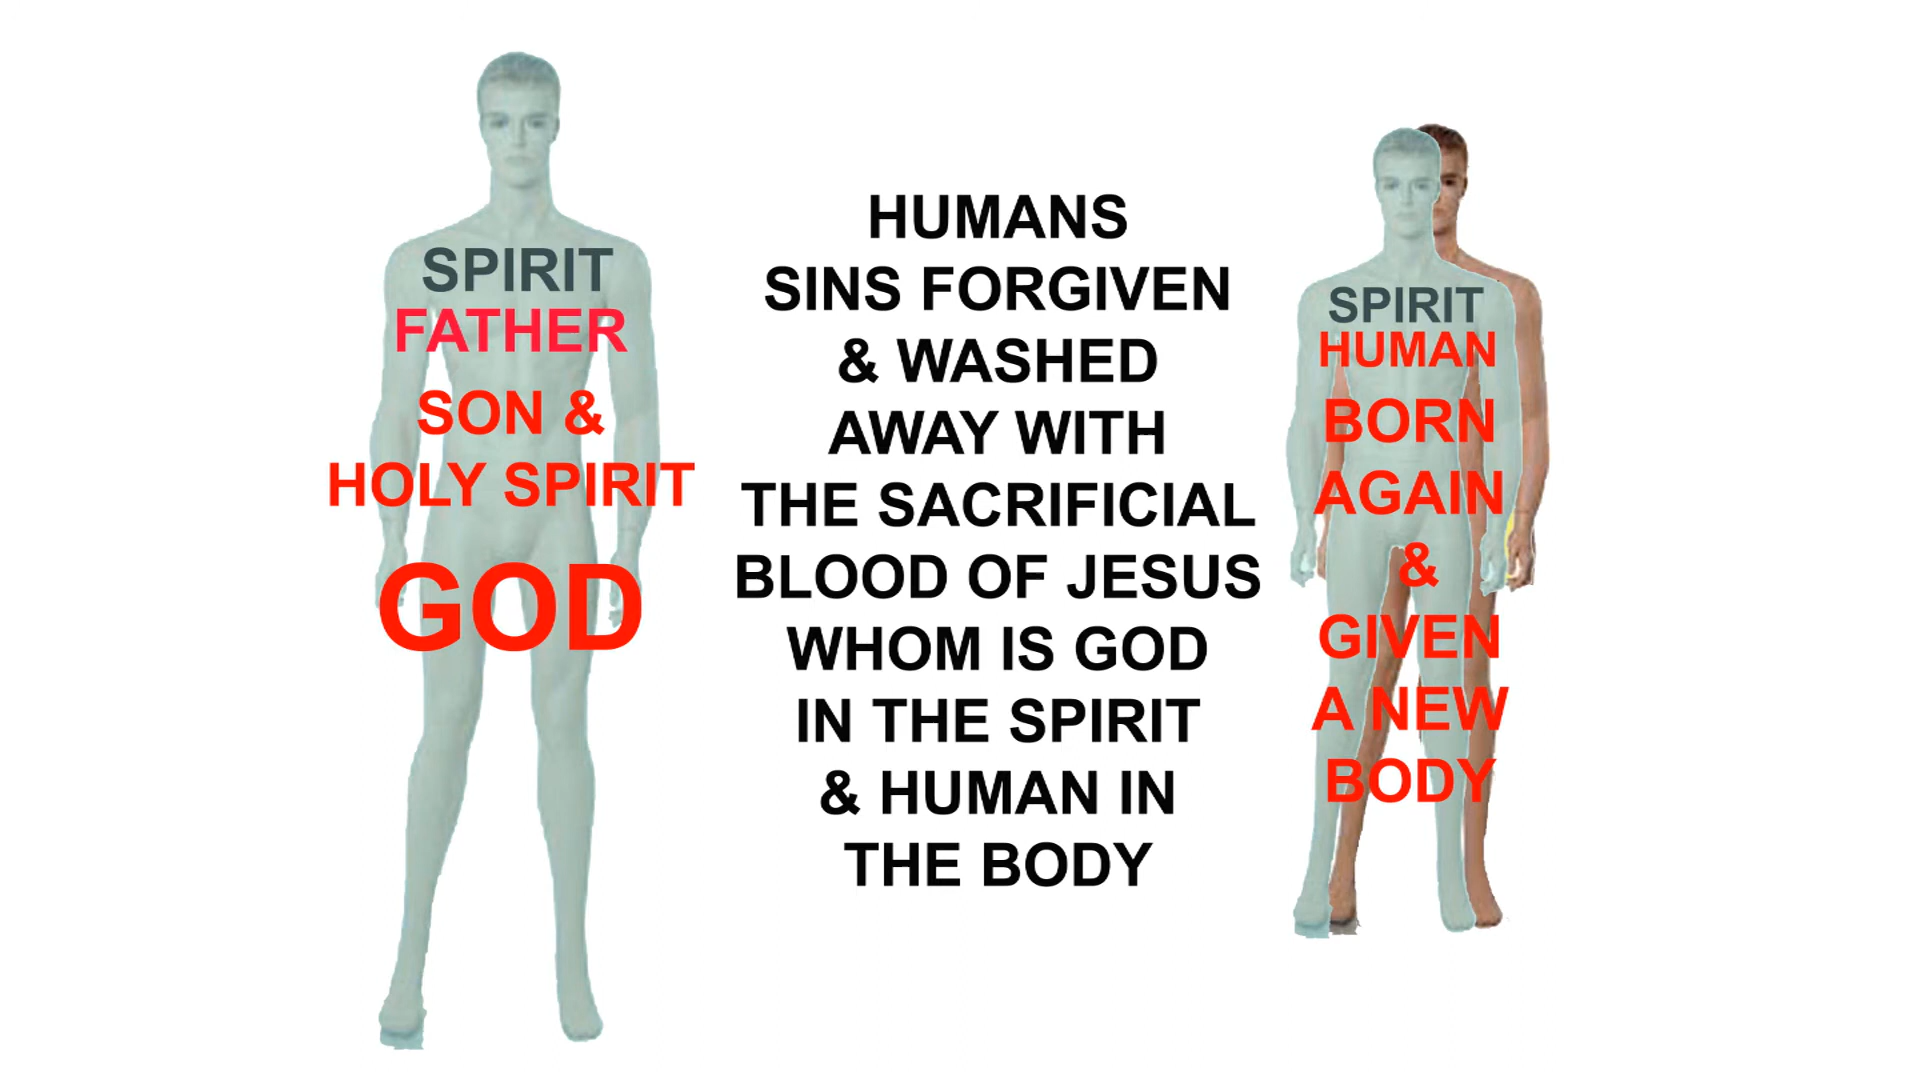 SPIRIT
FATHER
SON &
HOLY SPIRIT
GOD
HUMANS
SINS FORGIVEN
& WASHED
AWAY WITH
THE SACRIFICIAL
BLOOD OF JESUS
WHOM IS GOD
IN THE SPIRIT
& HUMAN IN
THE BODY
SPIRIT
HUMAN
BORN
AGAIN
&
GIVEN
A NEW
BODY